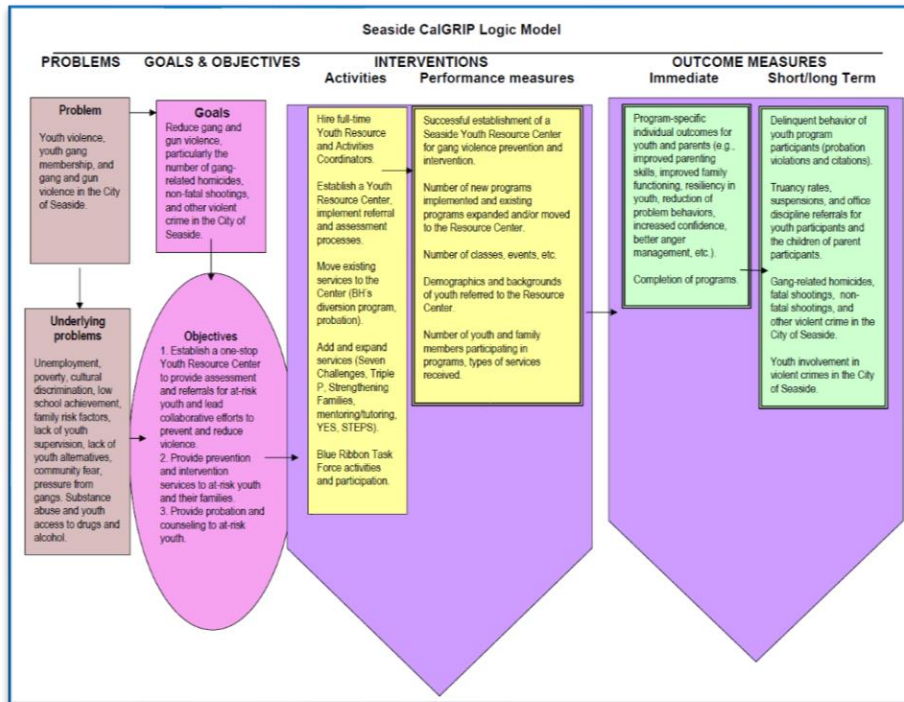 Seaside CalGRIP Logic Model
PROBLEMS
GOALS & OBJECTIVES
INTERVENTIONS
OUTCOME MEASURES
Activities
Performance measures
Immediate
Short/long Term
Problem
Youth violence,
youth gang
membership, and
gang and gun
violence in the City
of Seaside.
Underlying
problems
Unemployment,
poverty, cultural
discrimination, low
school achievement,
family risk factors,
lack of youth
supervision, lack of
youth alternatives,
community fear,
pressure from
gangs. Substance
abuse and youth
access to drugs and
alcohol.
Goals
Reduce gang and
gun violence,
particularly the
number of gang-
related homicides,
non-fatal shootings,
and other violent
crime in the City of
Seaside.
Objectives
1. Establish a one-stop
Youth Resource Center
to provide assessment
and referrals for at-risk
youth and lead
collaborative efforts to
prevent and reduce
violence.
2. Provide prevention
and intervention
services to at-risk youth
and their families.
3. Provide probation and
counseling to at-risk
youth.
Hire full-time
Youth Resource
and Activities
Coordinators.
Establish a Youth
Resource Center,
implement referral
and assessment
processes.
Move existing
services to the
Center (BH's
diversion program,
probation).
Add and expand
services (Seven
Challenges, Triple
P, Strengthening
Families,
mentoring/tutoring,
YES, STEPS).
Blue Ribbon Task
Force activities
and participation.
Successful establishment of a
Seaside Youth Resource Center
for gang violence prevention and
intervention.
Number of new programs
implemented and existing
programs expanded and/or moved
to the Resource Center.
Number of classes, events, etc.
Demographics and backgrounds
of youth referred to the Resource
Center.
Number of youth and family
members participating in
programs, types of services
received.
Program-specific
individual outcomes for
youth and parents (e.g.,
improved parenting
skills, improved family
functioning, resiliency in
youth, reduction of
problem behaviors,
increased confidence,
better anger
management, etc.).
Completion of programs.
Delinquent behavior of
youth program
participants (probation
violations and citations).
Truancy rates,
suspensions, and office
discipline referrals for
youth participants and
the children of parent
participants.
Gang-related homicides,
fatal shootings, non-
fatal shootings, and
other violent crime in the
City of Seaside.
Youth involvement in
violent crimes in the City
of Seaside.